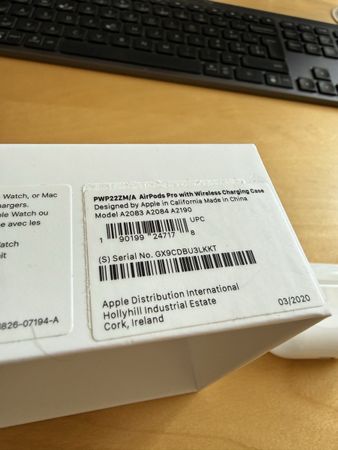 Watch, or Mac
chargers.
ple Watch ou
avec les
Watch
it
826-07194-A
PWP22ZM/A AirPods Pro with Wireless Charging Case
Designed by Apple in California Made in China
Model A2083 A2084 A2190
UPC
1 90199 24717 8
(S) Serial No. GX9CDBU3LKKT
Apple Distribution International
Hollyhill Industrial Estate
Cork, Ireland
03/2020